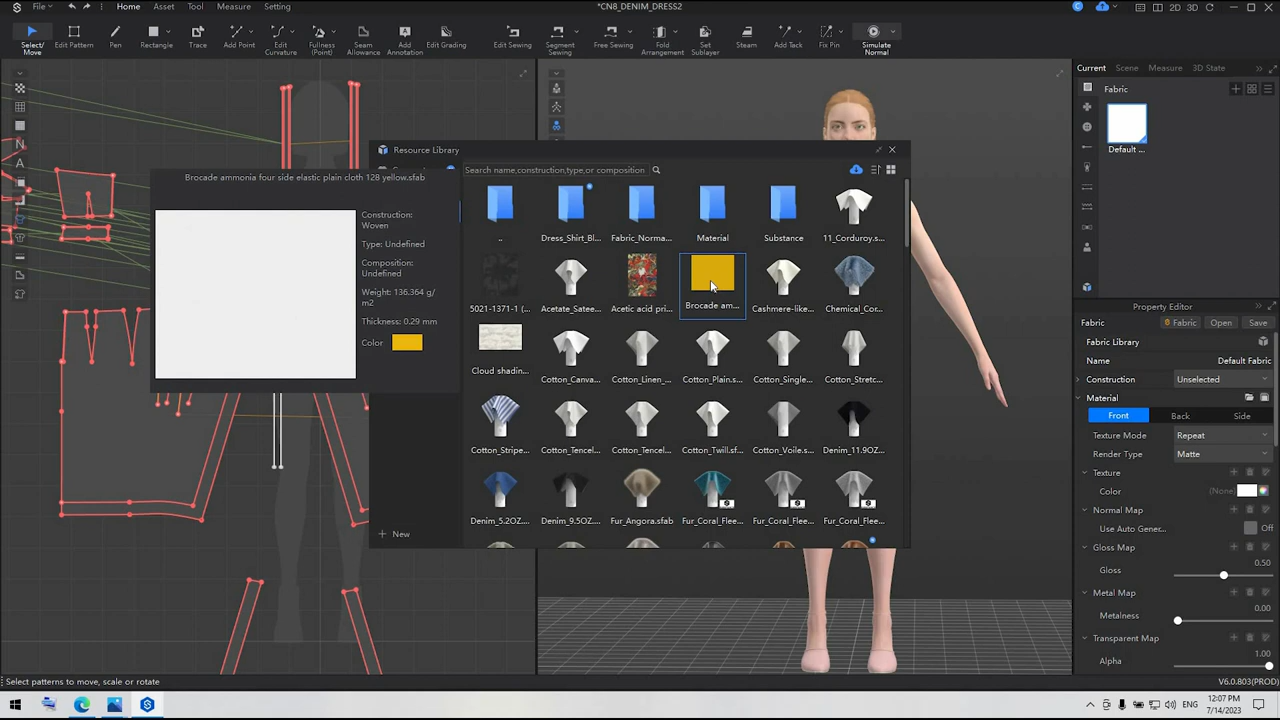 File
Home
Asset
Tool
Measure
Setting
*CN8_DENIM_DRESS2
2D
3D
Select/
Move
Edit Pattern
Pen
Rectangle
Trace
Add Point
Edit
Curvature
Fullness
(Point)
Seam
Allowance
Add
Annotation
Edit Grading
Edit Sewing
Segment
Sewing
Free Sewing
Fold
Arrangement
Set
Sublayer
Steam
Add Tack
Fix Pin
Simulate
Normal
Current
Scene
Measure
3D State
Fabric
Default ...
Resource Library
Search name,construction,type,or composition
Brocade ammonia four side elastic plain cloth 128 yellow.sfab
Construction:
Woven
Type: Undefined
Composition:
Undefined
Weight: 136.364 g/
m2
Thickness: 0.29 mm
Color
..
Dress_Shirt_Bl...
Fabric_Norma...
Material
Substance
11_Corduroy.s...
5021-1371-1 (...
Acetate_Satee...
Acetic acid pri...
Brocade am...
Cashmere-like...
Chemical_Cor...
Cloud shadin...
Cotton_Canva...
Cotton_Linen_...
Cotton_Plain.s...
Cotton_Single...
Cotton_Stretc...
Cotton_Stripe...
Cotton_Tencel...
Cotton_Tencel...
Cotton_Twill.sf...
Cotton_Voile.s...
Denim_11.9OZ...
Denim_5.2OZ....
Denim_9.5OZ....
Fur_Angora.sfab
Fur_Coral_Flee...
Fur_Coral_Flee...
Fur_Coral_Flee...
New
Property Editor
Fabric
Fabric
Open
Save
Fabric Library
Name
Default Fabric
Construction
Unselected
Material
Front
Back
Side
Texture Mode
Repeat
Render Type
Matte
Texture
Color
(None)
Normal Map
Use Auto Gener...
Off
Gloss Map
Gloss
0.50
Metal Map
Metalness
0.00
Transparent Map
Alpha
1.00
Select patterns to move, scale or rotate
V6.0.803(PROD)
ENG
12:07 PM
7/14/2023